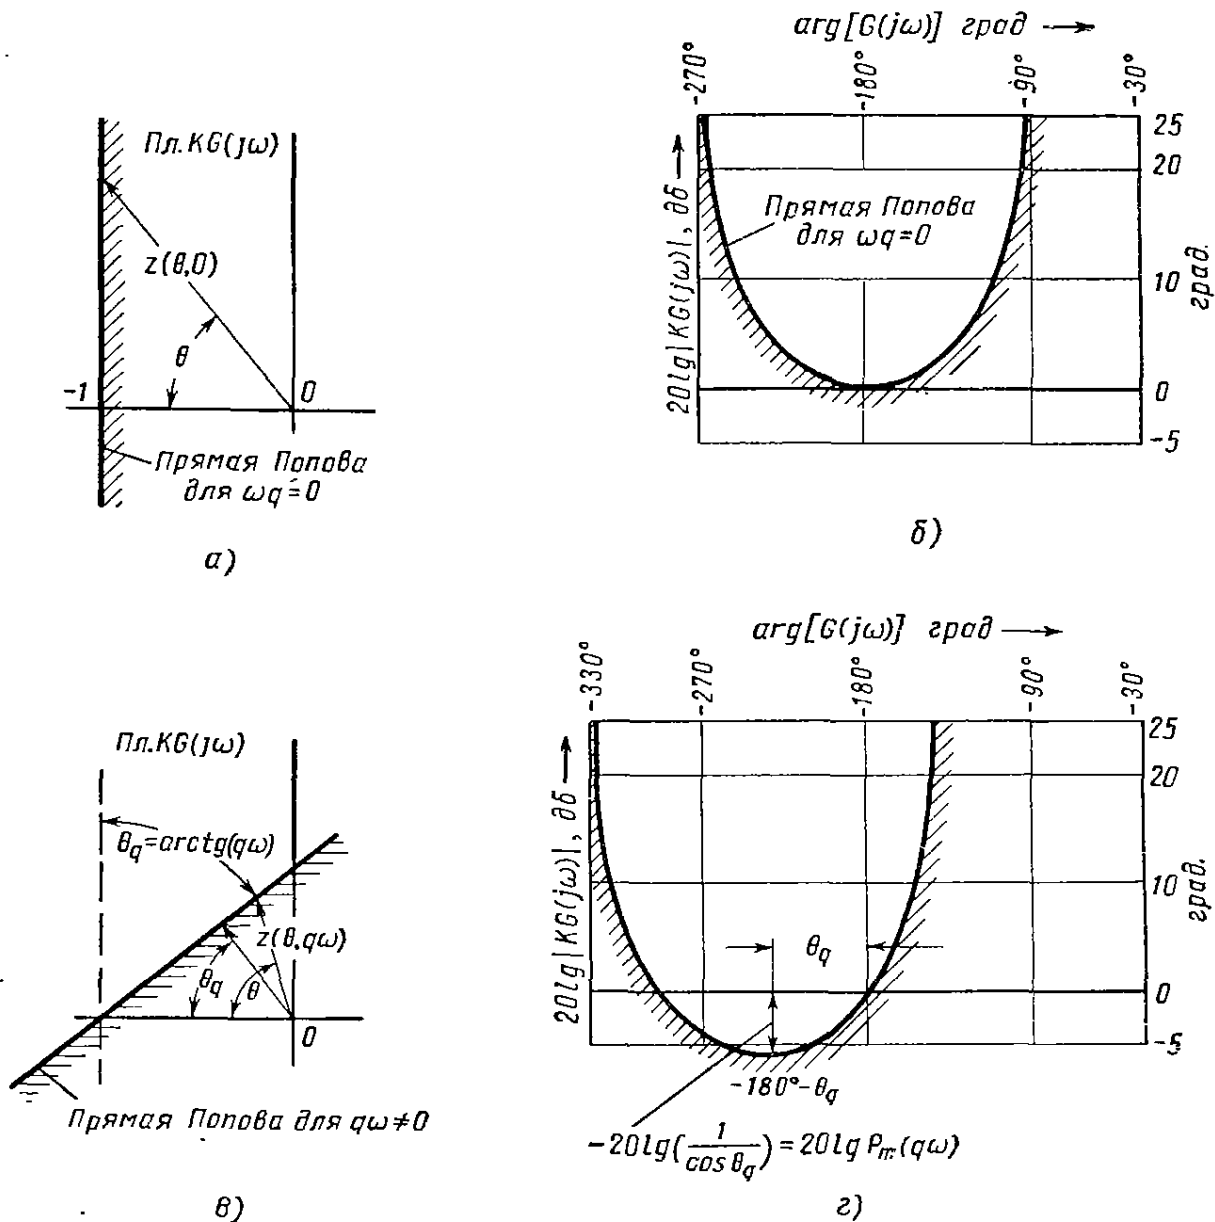 Пл.KG(jω)
z(θ,0)
θ
-1
0
Прямая Попова
для ωq=0
а)
arg[G(jω)] град
-270°
-180°
-90°
-30°
20lg|KG(jω)|, дб
Прямая Попова
для ωq=0
25
20
10
0
-5
град.
б)
Пл.KG(jω)
θq=arctg(qω)
z(θ,qω)
θq
θ
0
Прямая Попова для qω≠0
в)
arg[G(jω)] град
-330°
-270°
-180°
-90°
-30°
20lg|KG(jω)|, дб
θq
25
20
10
0
-5
град.
-180°-θq
-20lg(1/cos θq)=20lg Pm(qω)
г)